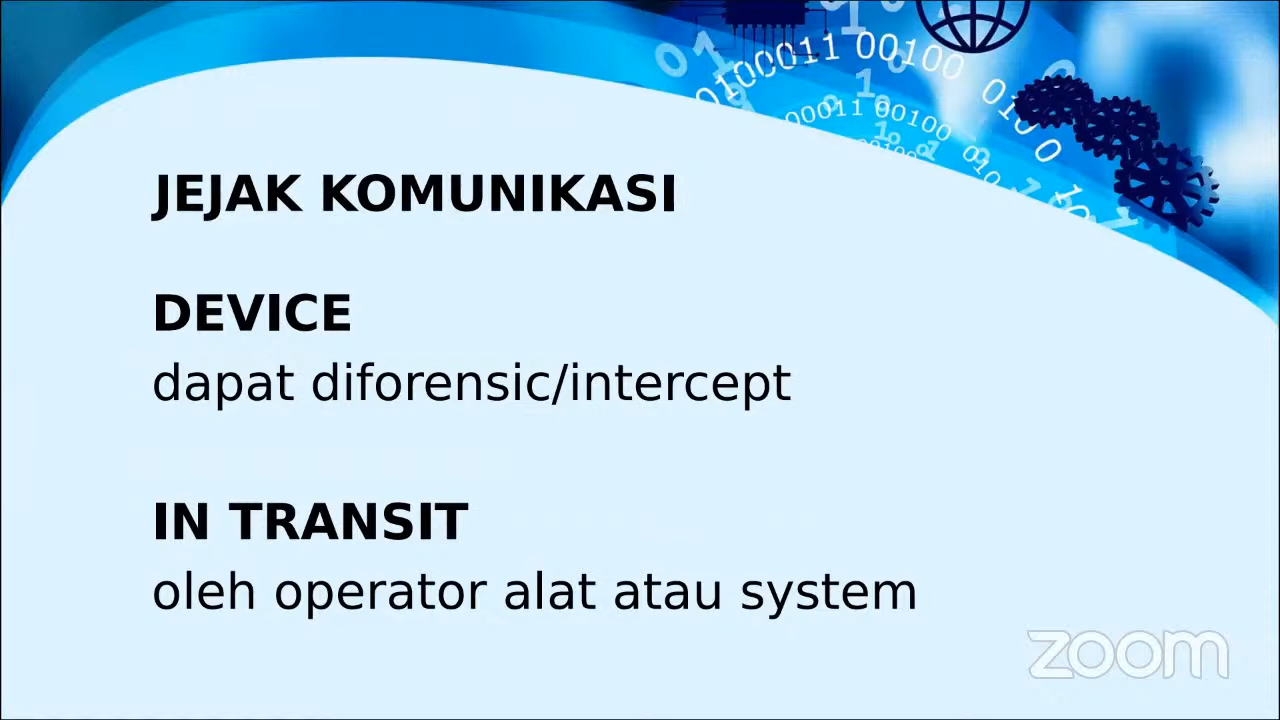 JEJAK KOMUNIKASI
DEVICE
dapat diforensic/intercept
IN TRANSIT
oleh operator alat atau system
zoom